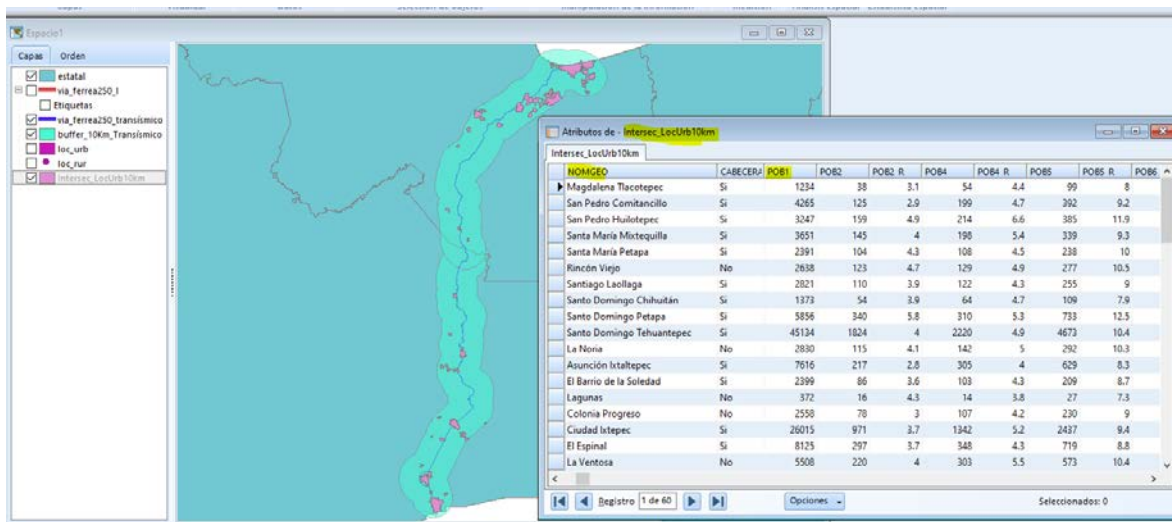 Espacio1
Capas Orden
estatal
via_ferrea250_l
Etiquetas
via_ferrea250_transísmico
buffer_10Km_Transísmico
loc_urb
loc_rur
Intersec_LocUrb10km
Atributos de - Intersec_LocUrb10km
Intersec_LocUrb10km
NOMGEO CABECERA POB1 POB2 POB2_R POB4 POB4_R POB5 POB5_R POB6
Magdalena Tlacotepec Si 1234 38 3.1 54 4.4 99 8
San Pedro Comitancillo Si 4265 125 2.9 199 4.7 392 9.2
San Pedro Huilotepec Si 3247 159 4.9 214 6.6 385 11.9
Santa María Mixtequilla Si 3651 145 4 198 5.4 339 9.3
Santa María Petapa Si 2391 104 4.3 108 4.5 238 10
Rincón Viejo No 2638 123 4.7 129 4.9 277 10.5
Santiago Laollaga Si 2821 110 3.9 122 4.3 255 9
Santo Domingo Chihuitán Si 1373 54 3.9 64 4.7 109 7.9
Santo Domingo Petapa Si 5856 340 5.8 310 5.3 733 12.5
Santo Domingo Tehuantepec Si 45134 1824 4 2220 4.9 4673 10.4
La Noria No 2830 115 4.1 142 5 292 10.3
Asunción Ixtaltepec Si 7616 217 2.8 305 4 629 8.3
El Barrio de la Soledad Si 2399 86 3.6 103 4.3 209 8.7
Lagunas No 372 16 4.3 14 3.8 27 7.3
Colonia Progreso No 2558 78 3 107 4.2 230 9
Ciudad Ixtepec Si 26015 971 3.7 1342 5.2 2437 9.4
El Espinal Si 8125 297 3.7 348 4.3 719 8.8
La Ventosa No 5508 220 4 303 5.5 573 10.4
Registro 1 de 60 Opciones Seleccionados: 0